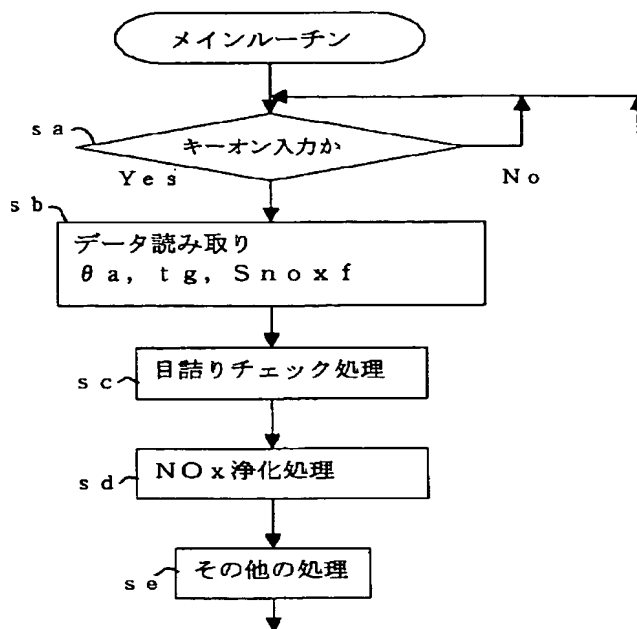 メインルーチン
sa
キーオン入力か
Yes
No
sb
データ読み取り
θa, tg, Snoxf
sc
目詰りチェック処理
sd
NOx浄化処理
se
その他の処理